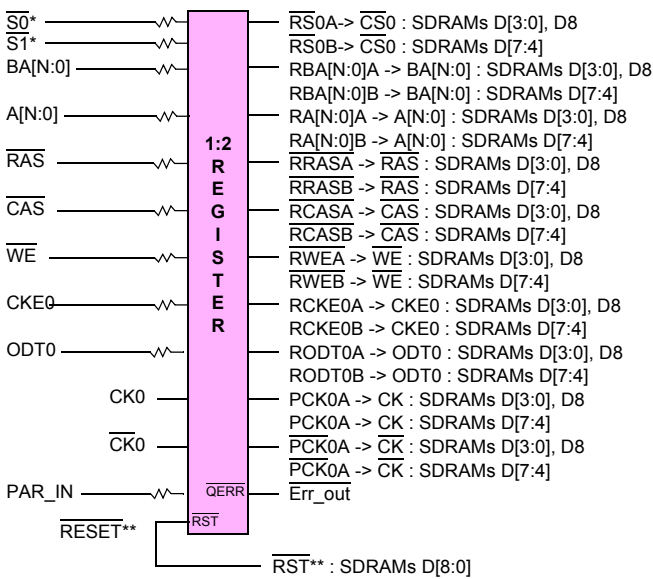 S0*
S1*
BA[N:0]
A[N:0]
RAS
CAS
WE
CKE0
ODT0
CK0
CK0
PAR_IN
RESET**
1:2
R
E
G
I
S
T
E
R
QERR
RST
RS0A-> CS0 : SDRAMs D[3:0], D8
RS0B-> CS0 : SDRAMs D[7:4]
RBA[N:0]A -> BA[N:0] : SDRAMs D[3:0], D8
RBA[N:0]B -> BA[N:0] : SDRAMs D[7:4]
RA[N:0]A -> A[N:0] : SDRAMs D[3:0], D8
RA[N:0]B -> A[N:0] : SDRAMs D[7:4]
RRASA -> RAS : SDRAMs D[3:0], D8
RRASB -> RAS : SDRAMs D[7:4]
RCASA -> CAS : SDRAMs D[3:0], D8
RCASB -> CAS : SDRAMs D[7:4]
RWEA -> WE : SDRAMs D[3:0], D8
RWEB -> WE : SDRAMs D[7:4]
RCKE0A -> CKE0 : SDRAMs D[3:0], D8
RCKE0B -> CKE0 : SDRAMs D[7:4]
RODT0A -> ODT0 : SDRAMs D[3:0], D8
RODT0B -> ODT0 : SDRAMs D[7:4]
PCK0A -> CK : SDRAMs D[3:0], D8
PCK0A -> CK : SDRAMs D[7:4]
PCK0A -> CK : SDRAMs D[3:0], D8
PCK0A -> CK : SDRAMs D[7:4]
Err_out
RST** : SDRAMs D[8:0]